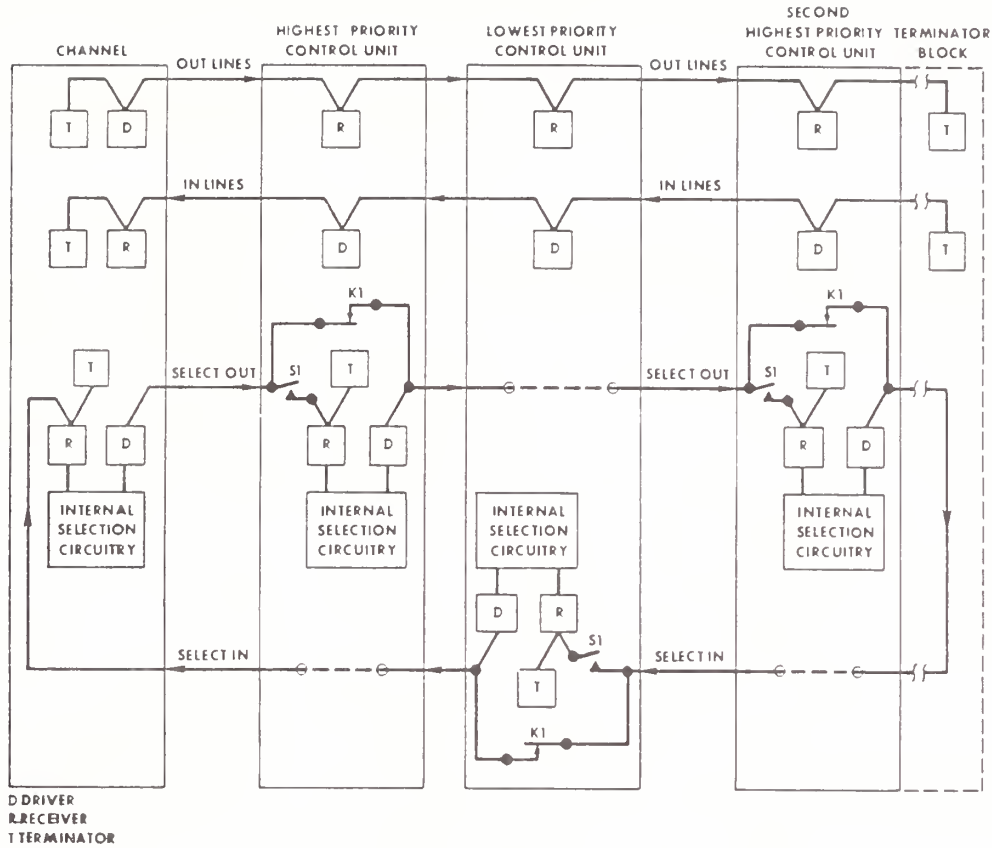 CHANNEL
HIGHEST PRIORITY
CONTROL UNIT
LOWEST PRIORITY
CONTROL UNIT
SECOND
HIGHEST PRIORITY
CONTROL UNIT
TERMINATOR
BLOCK
OUT LINES
OUT LINES
T
D
R
R
R
T
IN LINES
IN LINES
T
R
D
D
D
T
K1
K1
T
SELECT OUT
S1
T
SELECT OUT
S1
T
R
D
R
D
R
D
INTERNAL
SELECTION
CIRCUITRY
INTERNAL
SELECTION
CIRCUITRY
INTERNAL
SELECTION
CIRCUITRY
INTERNAL
SELECTION
CIRCUITRY
D
R
S1
SELECT IN
SELECT IN
T
K1
D DRIVER
R.RECEIVER
T TERMINATOR